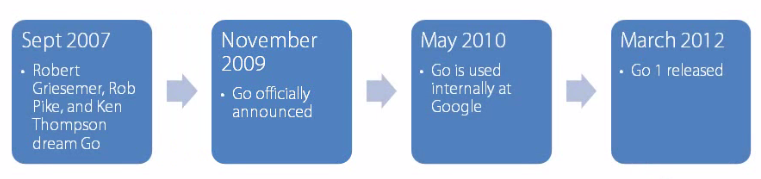 Sept 2007
• Robert
Griesemer, Rob
Pike, and Ken
Thompson
dream Go
November
2009
• Go officially
announced
May 2010
• Go is used
internally at
Google
March 2012
• Go 1 released